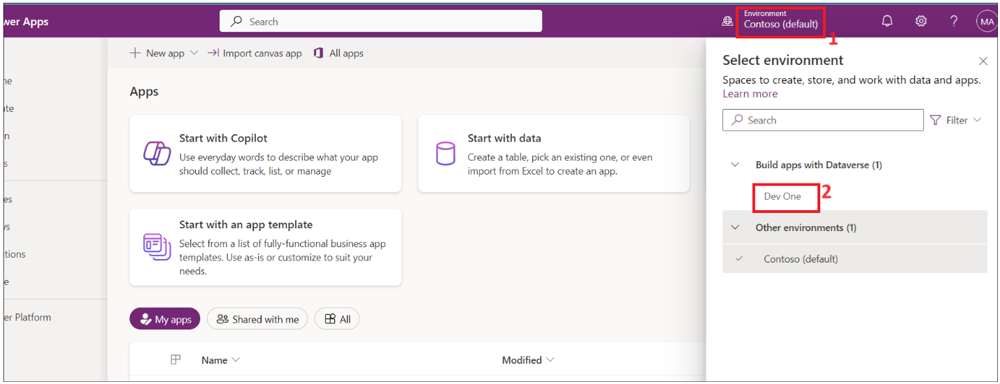 wer Apps
Search
Environment
Contoso (default)
MA
1
New app
Import canvas app
All apps
Select environment
Spaces to create, store, and work with data and apps.
Learn more
Search
Filter
Apps
Start with Copilot
Use everyday words to describe what your app
should collect, track, list, or manage
Start with data
Create a table, pick an existing one, or even
import from Excel to create an app.
Build apps with Dataverse (1)
Dev One
2
Other environments (1)
Contoso (default)
Start with an app template
Select from a list of fully-functional business app
templates. Use as-is or customize to suit your
needs.
My apps
Shared with me
All
Name
Modified
ne
ate
n
s
es
vs
tions
e
er Platform